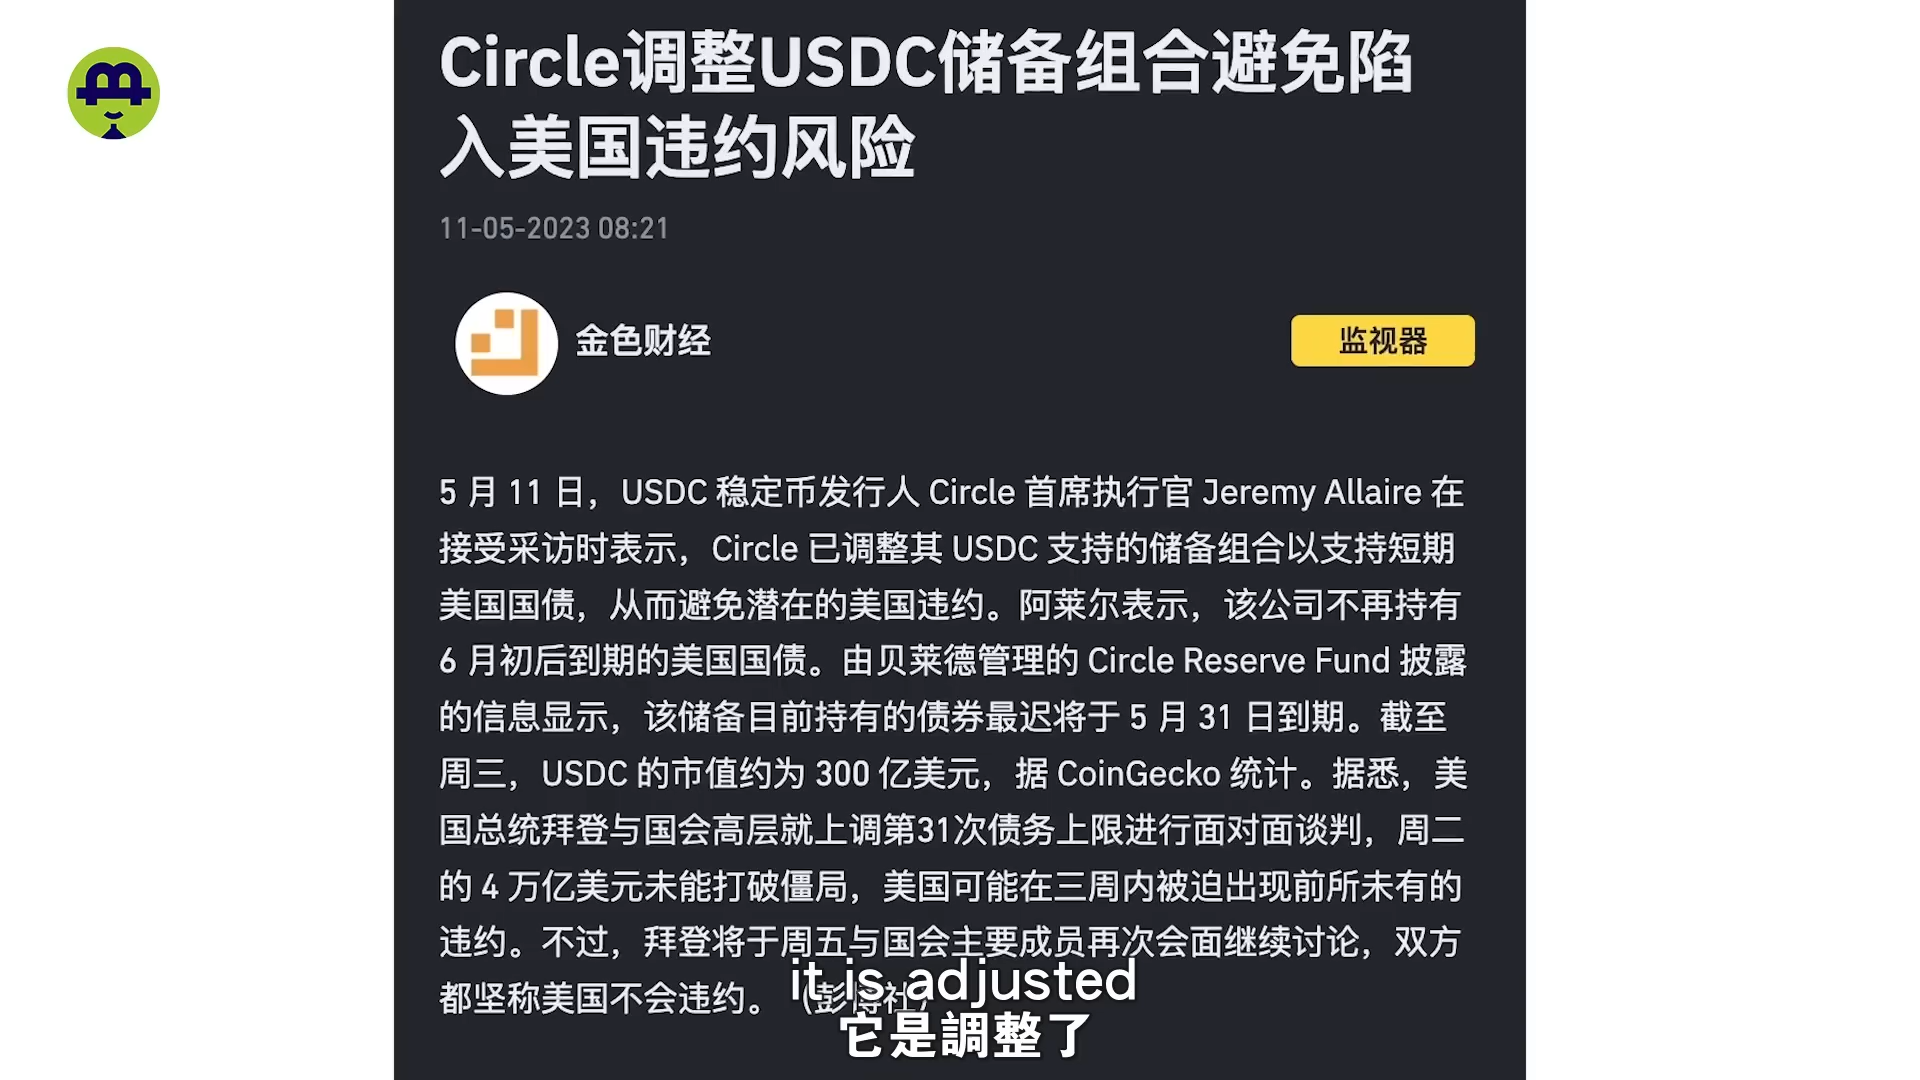 Circle调整USDC储备组合避免陷
入美国违约风险
11-05-2023 08:21
金色财经
监视器
5 月 11 日，USDC 稳定币发行人 Circle 首席执行官 Jeremy Allaire 在
接受采访时表示，Circle 已调整其 USDC 支持的储备组合以支持短期
美国国债，从而避免潜在的美国违约。阿莱尔表示，该公司不再持有
6 月初后到期的美国国债。由贝莱德管理的 Circle Reserve Fund 披露
的信息显示，该储备目前持有的债券最迟将于 5 月 31 日到期。截至
周三，USDC 的市值约为 300 亿美元，据 CoinGecko 统计。据悉，美
国总统拜登与国会高层就上调第31次债务上限进行面对面谈判，周二
的 4 万亿美元未能打破僵局，美国可能在三周内被迫出现前所未有的
违约。不过，拜登将于周五与国会主要成员再次会面继续讨论，双方
都坚称美国不会违约。（彭博社）
it is adjusted
它是調整了